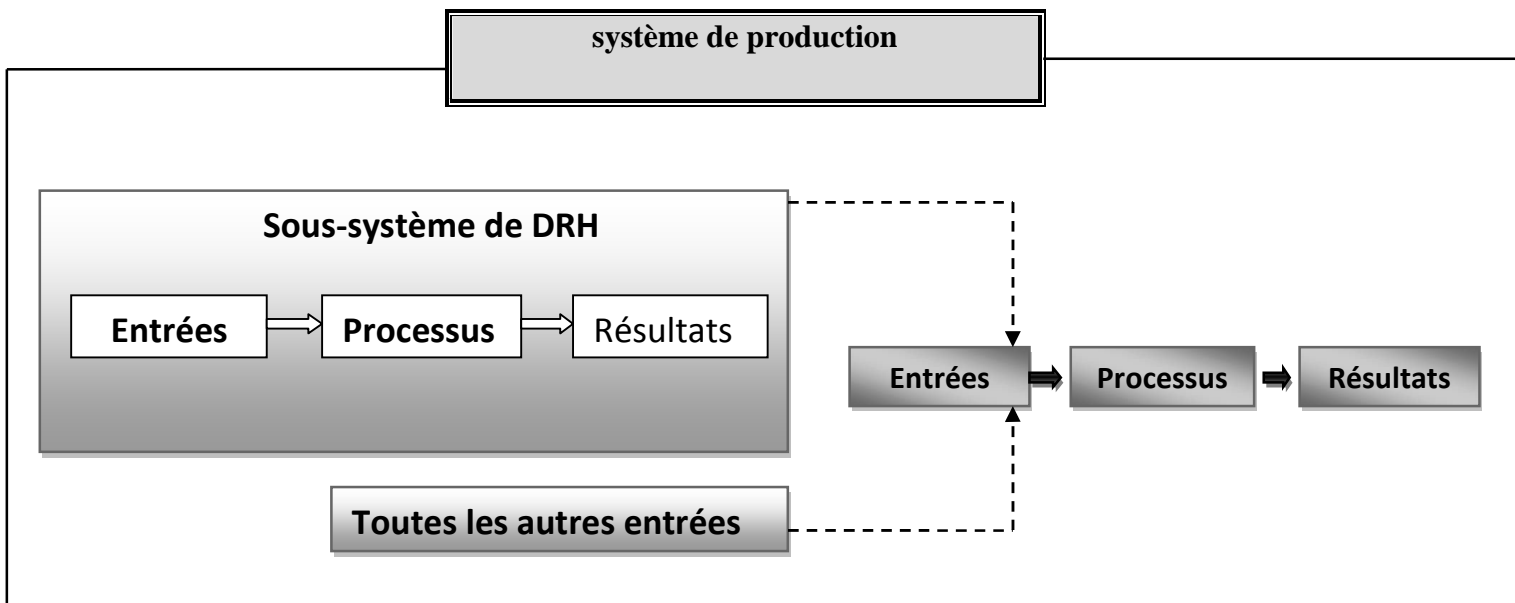 système de production
Sous-système de DRH
Entrées
Processus
Résultats
Entrées
Processus
Résultats
Toutes les autres entrées